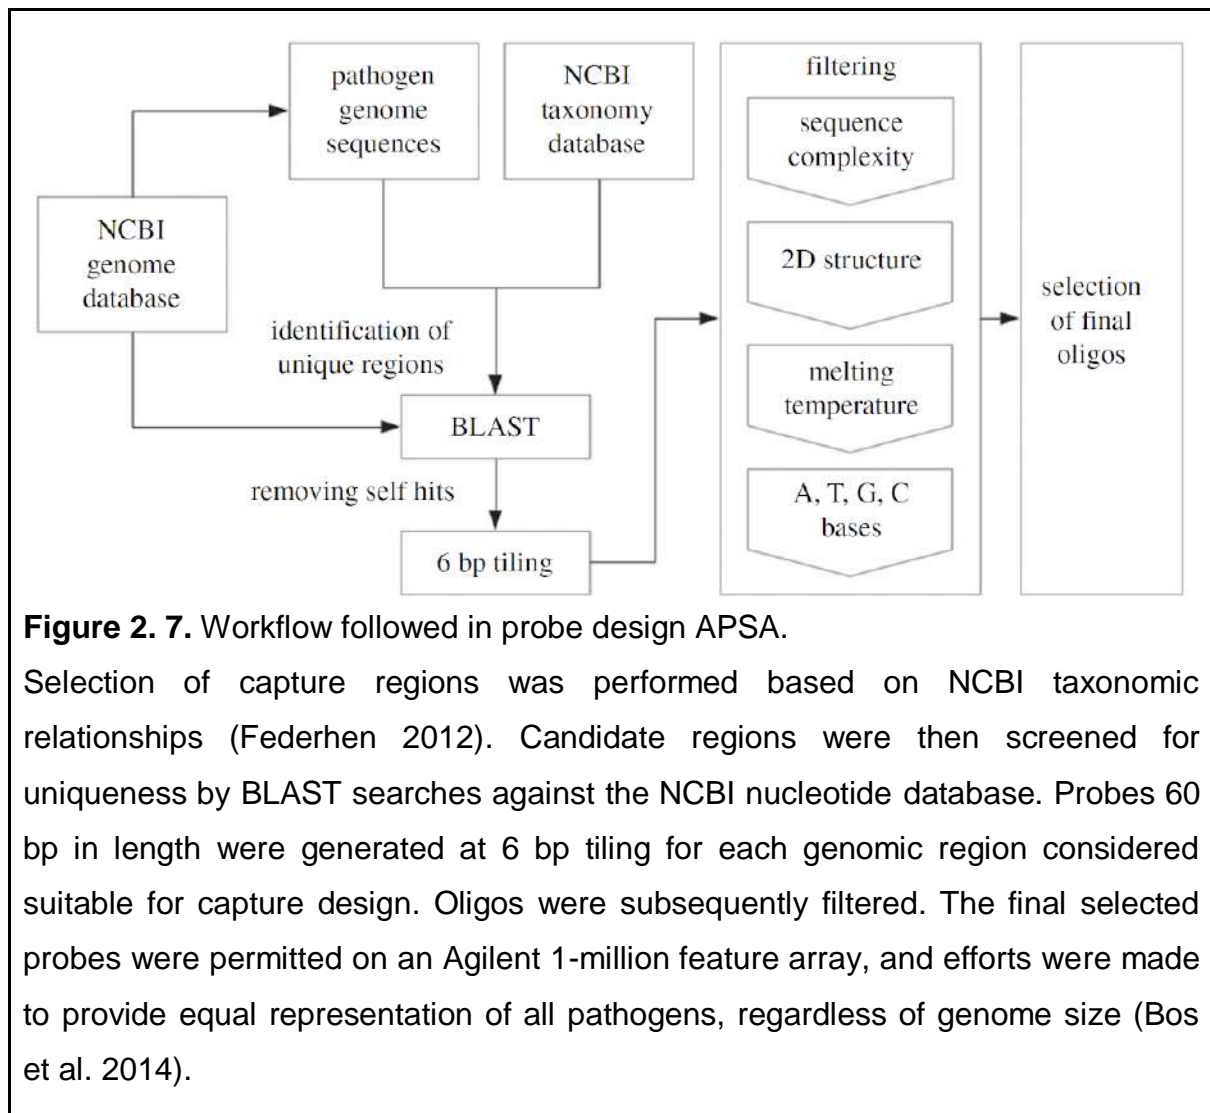 pathogen
genome
sequences
NCBI
taxonomy
database
NCBI
genome
database
identification of
unique regions
BLAST
removing self hits
6 bp tiling
filtering
sequence
complexity
2D structure
melting
temperature
A, T, G, C
bases
selection
of final
oligos
Figure 2. 7. Workflow followed in probe design APSA.
Selection of capture regions was performed based on NCBI taxonomic
relationships (Federhen 2012). Candidate regions were then screened for
uniqueness by BLAST searches against the NCBI nucleotide database. Probes 60
bp in length were generated at 6 bp tiling for each genomic region considered
suitable for capture design. Oligos were subsequently filtered. The final selected
probes were permitted on an Agilent 1-million feature array, and efforts were made
to provide equal representation of all pathogens, regardless of genome size (Bos
et al. 2014).